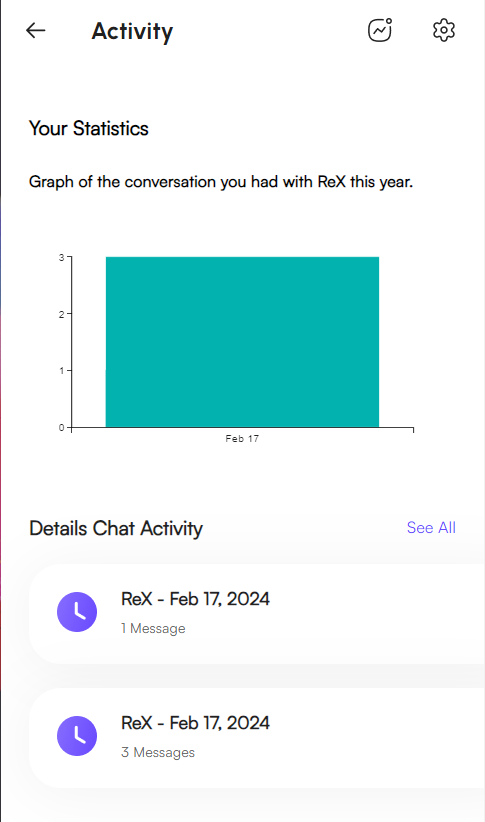 Activity
Your Statistics
Graph of the conversation you had with ReX this year.
3
2
1
0
Feb 17
Details Chat Activity
See All
ReX - Feb 17, 2024
1 Message
ReX - Feb 17, 2024
3 Messages